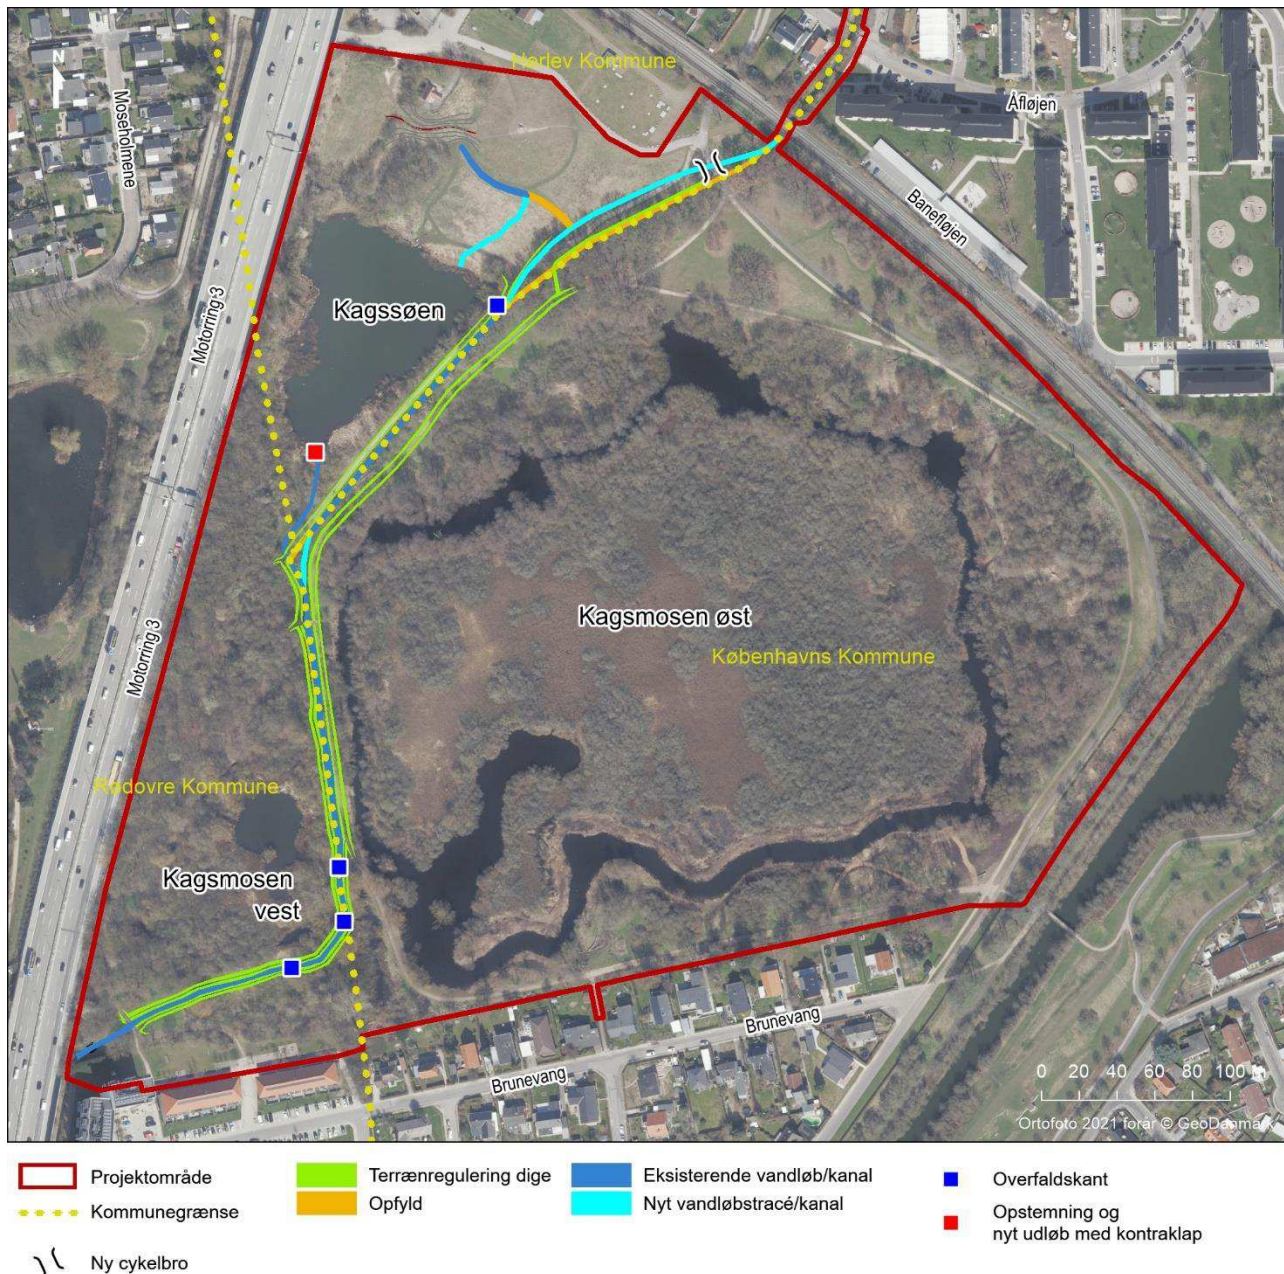 Herlev Kommune
N
Moseholmene
Åfløjen
Banefløjen
Motorring 3
Kagssøen
Kagsmosen øst
Københavns Kommune
Motorring 3
Rødovre Kommune
Kagsmosen
vest
Brunevang
Brunevang
0 20 40 60 80 100 M
Ortofoto 2021 forår © GeoDanmark
Projektområde
Kommunegrænse
Ny cykelbro
Terrænregulering dige
Opfyld
Eksisterende vandløb/kanal
Nyt vandløbstracé/kanal
Overfaldskant
Opstemning og
nyt udløb med kontraklap